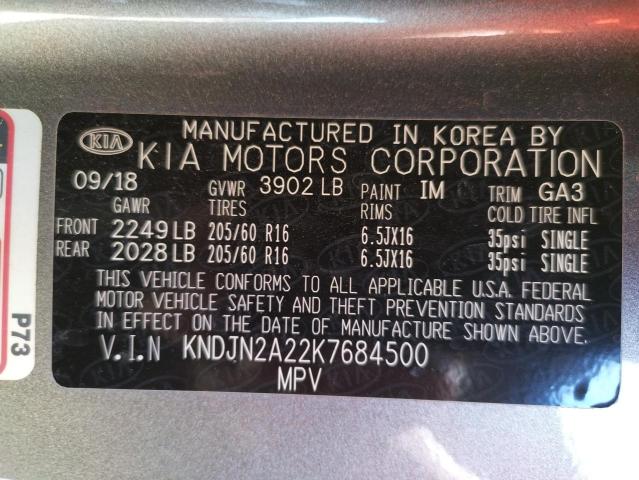 KIA MANUFACTURED IN KOREA BY
KIA MOTORS CORPORATION
09/18 GVWR 3902 LB PAINT IM TRIM GA3
GAWR TIRES RIMS COLD TIRE INFL
FRONT 2249 LB 205/60 R16 6.5JX16 35psi SINGLE
REAR 2028 LB 205/60 R16 6.5JX16 35psi SINGLE
THIS VEHICLE CONFORMS TO ALL APPLICABLE U.S.A. FEDERAL
MOTOR VEHICLE SAFETY AND THEFT PREVENTION STANDARDS
IN EFFECT ON THE DATE OF MANUFACTURE SHOWN ABOVE.
V.I.N KNDJN2A22K7684500
MPV
P73